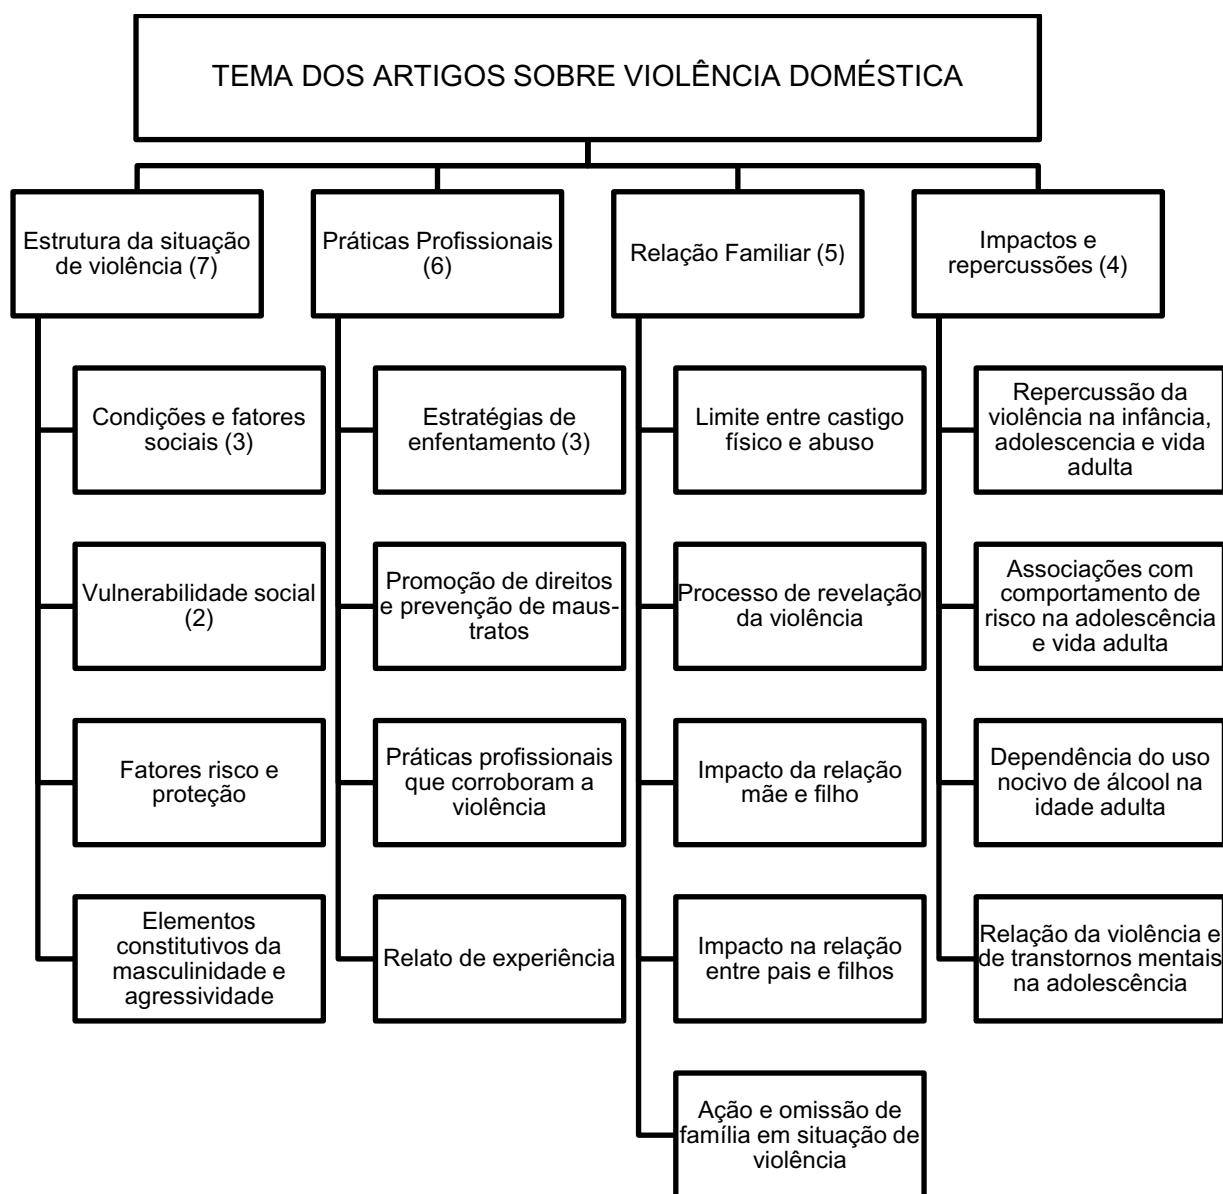 TEMA DOS ARTIGOS SOBRE VIOLÊNCIA DOMÉSTICA
Estrutura da situação
de violência (7)
Condições e fatores
sociais (3)
Vulnerabilidade social
(2)
Fatores risco e
proteção
Elementos
constitutivos da
masculinidade e
agressividade
Práticas Profissionais
(6)
Estratégias de
enfentamento (3)
Promoção de direitos
e prevenção de maus-
tratos
Práticas profissionais
que corroboram a
violência
Relato de experiência
Relação Familiar (5)
Limite entre castigo
físico e abuso
Processo de revelação
da violência
Impacto da relação
mãe e filho
Impacto na relação
entre pais e filhos
Ação e omissão de
família em situação de
violência
Impactos e
repercussões (4)
Repercussão da
violência na infância,
adolescencia e vida
adulta
Associações com
comportamento de
risco na adolescência
e vida adulta
Dependência do uso
nocivo de álcool na
idade adulta
Relação da violência e
de transtornos mentais
na adolescência